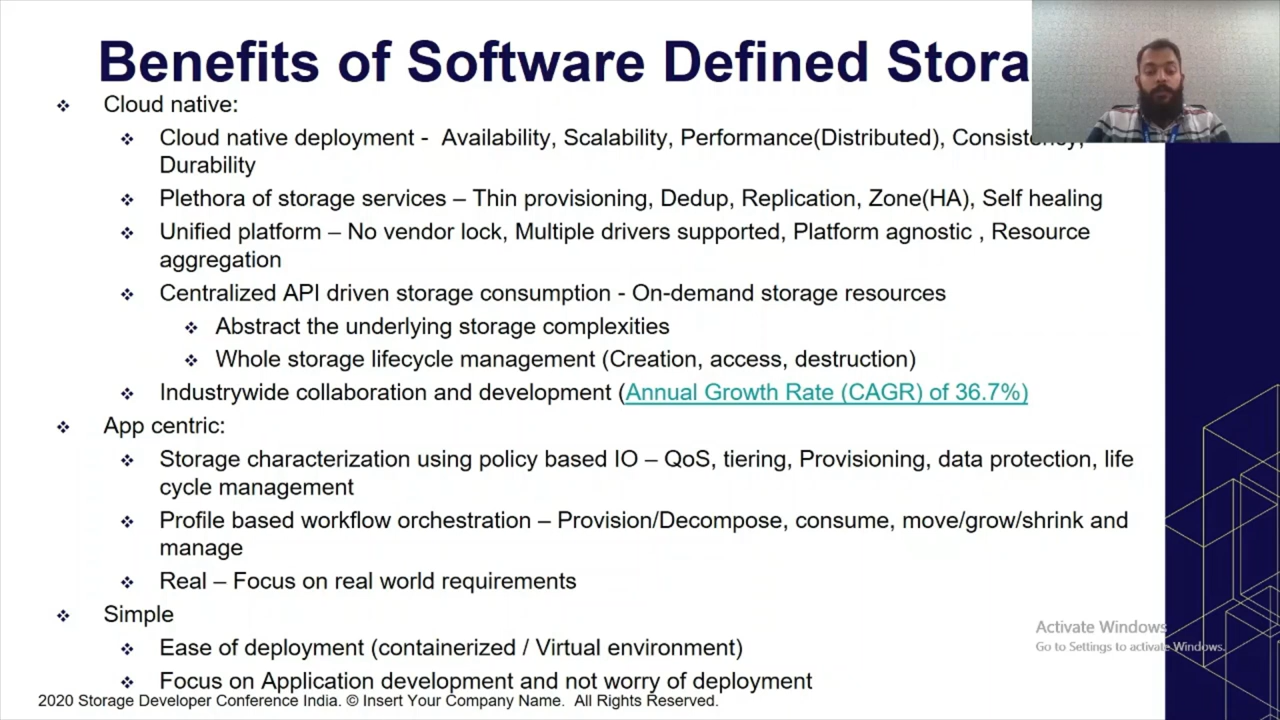 Benefits of Software Defined Stora
❖ Cloud native:
❖ Cloud native deployment - Availability, Scalability, Performance(Distributed), Consistency,
Durability
❖ Plethora of storage services – Thin provisioning, Dedup, Replication, Zone(HA), Self healing
❖ Unified platform – No vendor lock, Multiple drivers supported, Platform agnostic , Resource
aggregation
❖ Centralized API driven storage consumption - On-demand storage resources
❖ Abstract the underlying storage complexities
❖ Whole storage lifecycle management (Creation, access, destruction)
❖ Industrywide collaboration and development (Annual Growth Rate (CAGR) of 36.7%)
❖ App centric:
❖ Storage characterization using policy based IO – QoS, tiering, Provisioning, data protection, life
cycle management
❖ Profile based workflow orchestration – Provision/Decompose, consume, move/grow/shrink and
manage
❖ Real – Focus on real world requirements
❖ Simple
❖ Ease of deployment (containerized / Virtual environment)
❖ Focus on Application development and not worry of deployment
2020 Storage Developer Conference India. © Insert Your Company Name. All Rights Reserved.
Activate Windows
Go to Settings to activate Windows.